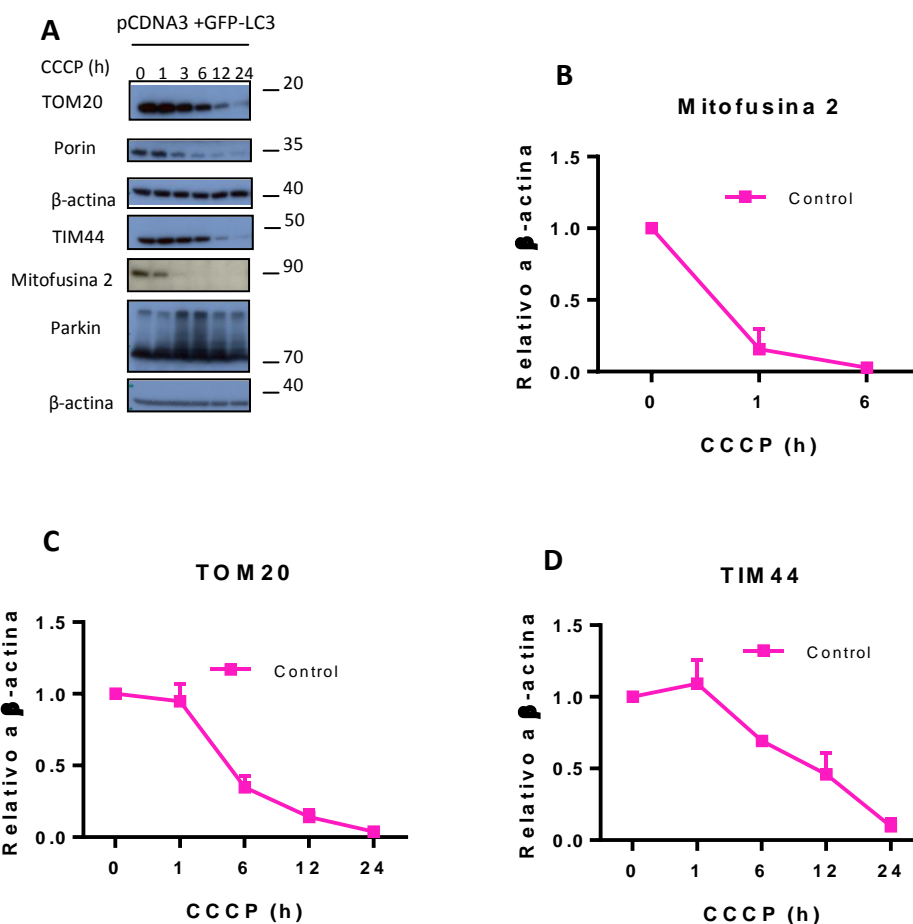 A
pCDNA3 +GFP-LC3
CCCP (h) 0 1 3 6 12 24
TOM20 20
Porin 35
β-actina 40
TIM44 50
Mitofusina 2 90
Parkin 70
β-actina 40
B
Mitofusina 2
Relativo a β-actina
1.5
1.0
0.5
0.0
Control
0 1 6
CCCP (h)
C
TOM20
Relativo a β-actina
1.5
1.0
0.5
0.0
Control
0 1 6 12 24
CCCP (h)
D
TIM44
Relativo a β-actina
1.5
1.0
0.5
0.0
Control
0 1 6 12 24
CCCP (h)